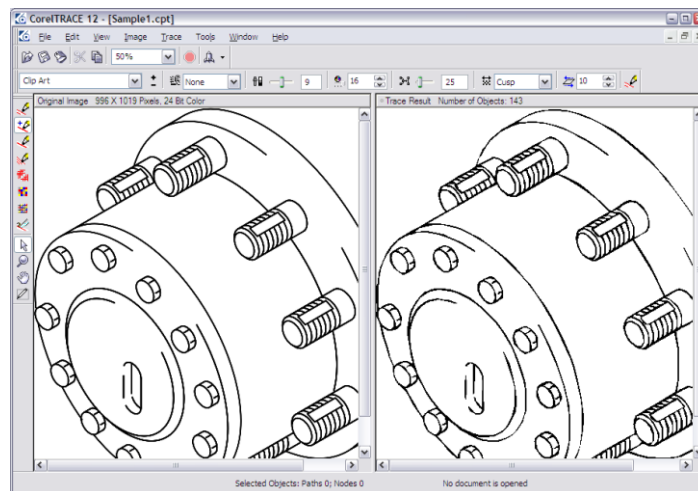 CorelTRACE 12 - [Sample1.cpt]
File Edit View Image Trace Tools Window Help
50%
Clip Art None 9 16 25 Cusp 10
Original Image 996 X 1019 Pixels, 24 Bit Color
Trace Result Number of Objects: 143
Selected Objects: Paths 0; Nodes 0 No document is opened